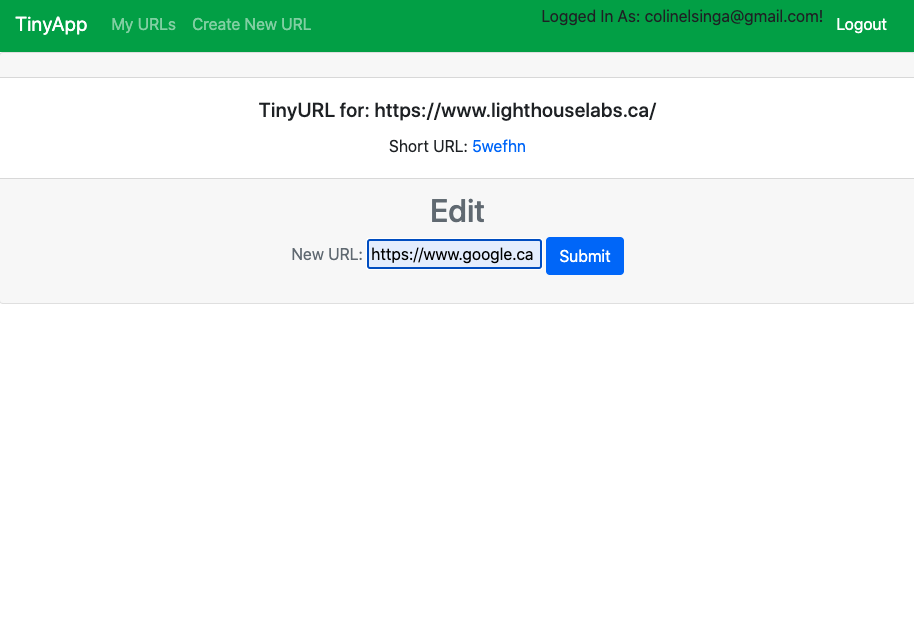 TinyApp My URLs Create New URL Logged In As: colinelsinga@gmail.com! Logout
TinyURL for: https://www.lighthouselabs.ca/
Short URL: 5wefhn
Edit
New URL: https://www.google.ca Submit